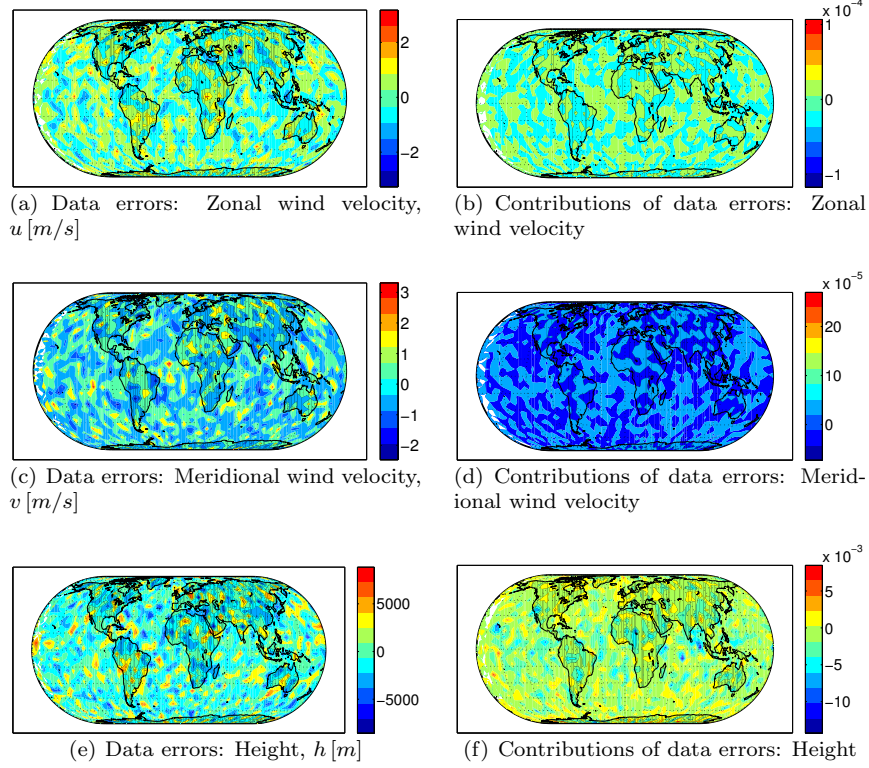 2
0
−2
x 10⁻⁴
1
0
−1
(a) Data errors: Zonal wind velocity,
u [m/s]
(b) Contributions of data errors: Zonal
wind velocity
3
2
1
0
−1
−2
x 10⁻⁵
20
15
10
5
0
(c) Data errors: Meridional wind velocity,
v [m/s]
(d) Contributions of data errors: Merid-
ional wind velocity
5000
0
−5000
x 10⁻³
5
0
−5
−10
(e) Data errors: Height, h [m]
(f) Contributions of data errors: Height